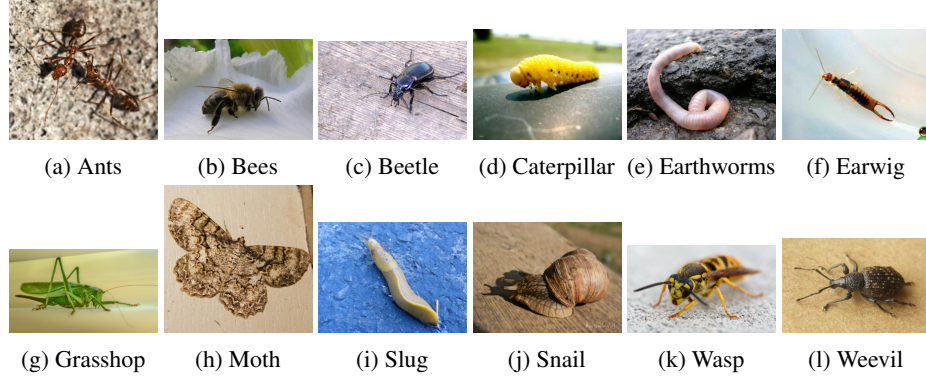 (a) Ants (b) Bees (c) Beetle (d) Caterpillar (e) Earthworms (f) Earwig
(g) Grasshop (h) Moth (i) Slug (j) Snail (k) Wasp (l) Weevil